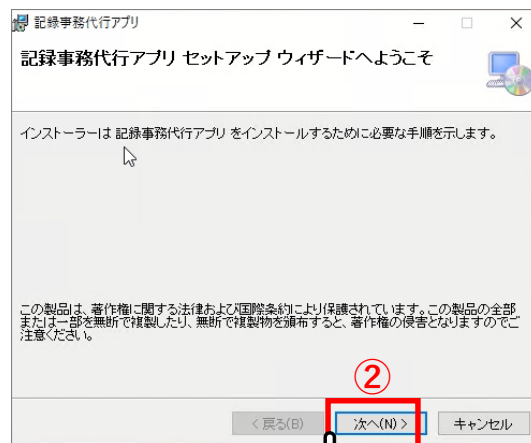 記録事務代行アプリ
記録事務代行アプリ セットアップ ウィザードへようこそ
インストーラーは 記録事務代行アプリ をインストールするために必要な手順を示します。
この製品は、著作権に関する法律および国際条約により保護されています。この製品の全部
または一部を無断で複製したり、無断で複製物を頒布すると、著作権の侵害となりますのでご
注意ください。
②
< 戻る(B) 次へ(N) > キャンセル